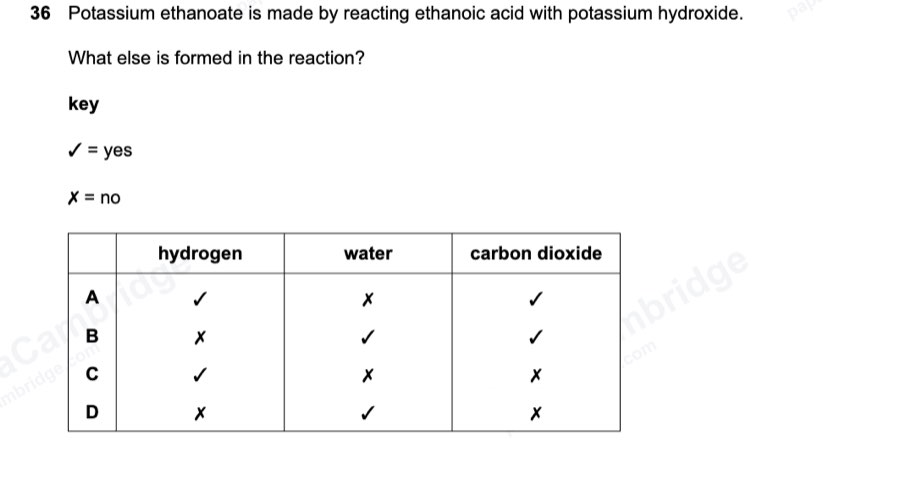 36 Potassium ethanoate is made by reacting ethanoic acid with potassium hydroxide.
What else is formed in the reaction?
key
✓ = yes
✗ = no
hydrogen water carbon dioxide
A ✓ ✗ ✓
B ✗ ✓ ✓
C ✓ ✗ ✗
D ✗ ✓ ✗